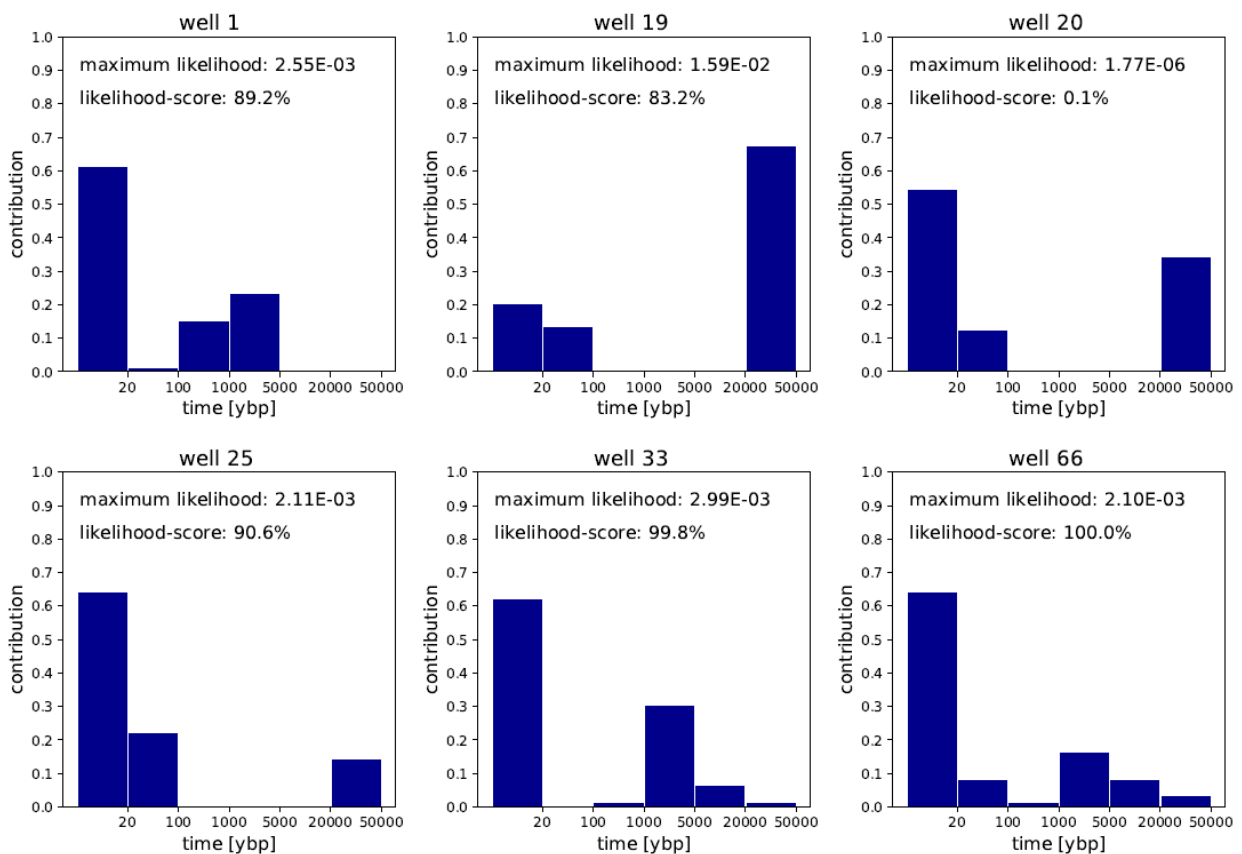 well 1
maximum likelihood: 2.55E-03
likelihood-score: 89.2%
contribution
1.0
0.9
0.8
0.7
0.6
0.5
0.4
0.3
0.2
0.1
0.0
20 100 1000 5000 20000 50000
time [ybp]
well 19
maximum likelihood: 1.59E-02
likelihood-score: 83.2%
contribution
1.0
0.9
0.8
0.7
0.6
0.5
0.4
0.3
0.2
0.1
0.0
20 100 1000 5000 20000 50000
time [ybp]
well 20
maximum likelihood: 1.77E-06
likelihood-score: 0.1%
contribution
1.0
0.9
0.8
0.7
0.6
0.5
0.4
0.3
0.2
0.1
0.0
20 100 1000 5000 20000 50000
time [ybp]
well 25
maximum likelihood: 2.11E-03
likelihood-score: 90.6%
contribution
1.0
0.9
0.8
0.7
0.6
0.5
0.4
0.3
0.2
0.1
0.0
20 100 1000 5000 20000 50000
time [ybp]
well 33
maximum likelihood: 2.99E-03
likelihood-score: 99.8%
contribution
1.0
0.9
0.8
0.7
0.6
0.5
0.4
0.3
0.2
0.1
0.0
20 100 1000 5000 20000 50000
time [ybp]
well 66
maximum likelihood: 2.10E-03
likelihood-score: 100.0%
contribution
1.0
0.9
0.8
0.7
0.6
0.5
0.4
0.3
0.2
0.1
0.0
20 100 1000 5000 20000 50000
time [ybp]